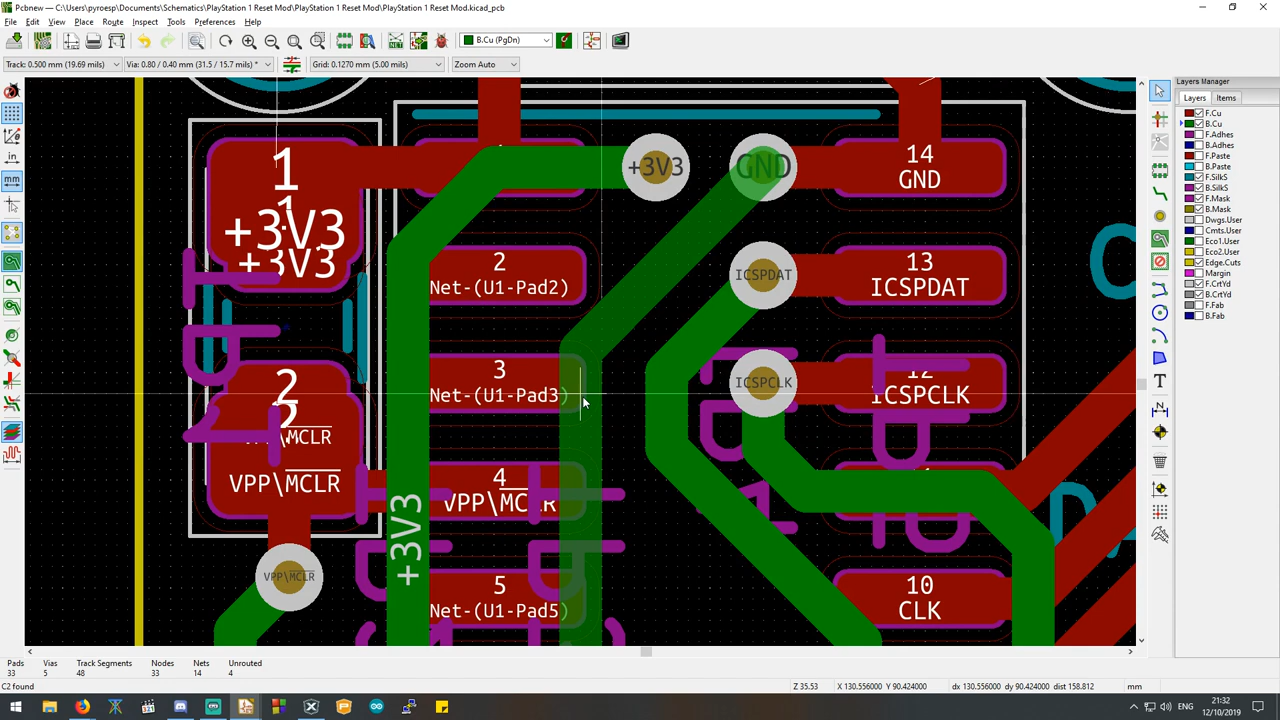 Pcbnew — C:\Users\pyroesp\Documents\Schematics\PlayStation 1 Reset Mod\PlayStation 1 Reset Mod\PlayStation 1 Reset Mod.kicad_pcb
File Edit View Place Route Inspect Tools Preferences Help
B.Cu (PgDn)
Track: 0.500 mm (19.69 mils) Via: 0.80 / 0.40 mm (31.5 / 15.7 mils) * Grid: 0.1270 mm (5.00 mils) Zoom Auto
Layers Manager
Layers Items
F.Cu
B.Cu
F.Adhes
B.Adhes
F.Paste
B.Paste
F.SilkS
B.SilkS
F.Mask
B.Mask
Dwgs.User
Cmts.User
Eco1.User
Eco2.User
Edge.Cuts
Margin
F.CrtYd
B.CrtYd
F.Fab
B.Fab
in
mm
1
1
+3V3
+3V3
+3V3
GND
14
GND
2
Net-(U1-Pad2)
ICSPDAT
13
ICSPDAT
3
Net-(U1-Pad3)
ICSPCLK
12
ICSPCLK
2
2
MCLR
VPP\MCLR
4
VPP\MCLR
+3V3
VPP\MCLR
5
Net-(U1-Pad5)
10
CLK
Pads Vias Track Segments Nodes Nets Unrouted
33 5 48 33 14 4
C2 found
Z 35.53 X 130.556000 Y 90.424000 dx 130.556000 dy 90.424000 dist 158.812 mm
ENG
21:32
12/10/2019